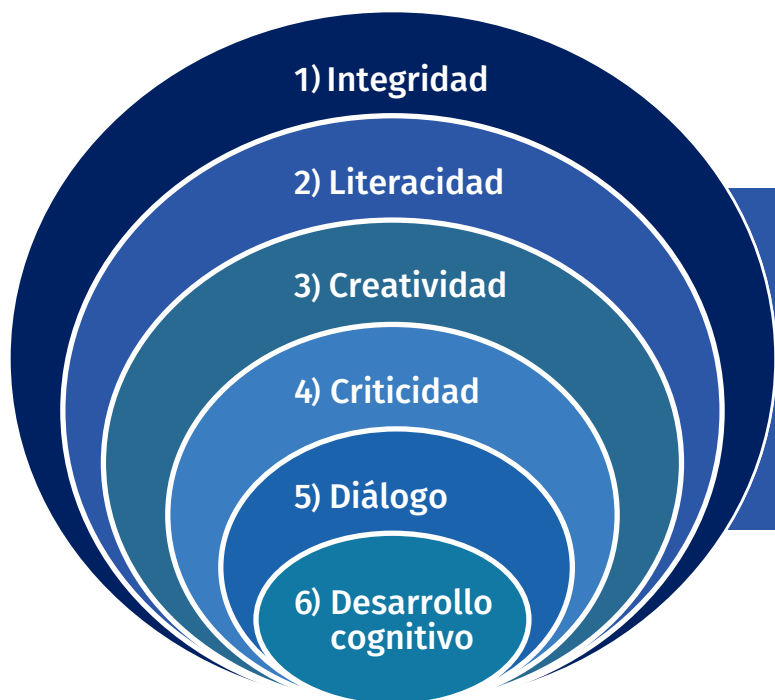 1) Integridad
2) Literacidad
3) Creatividad
4) Criticidad
5) Diálogo
6) Desarrollo
cognitivo